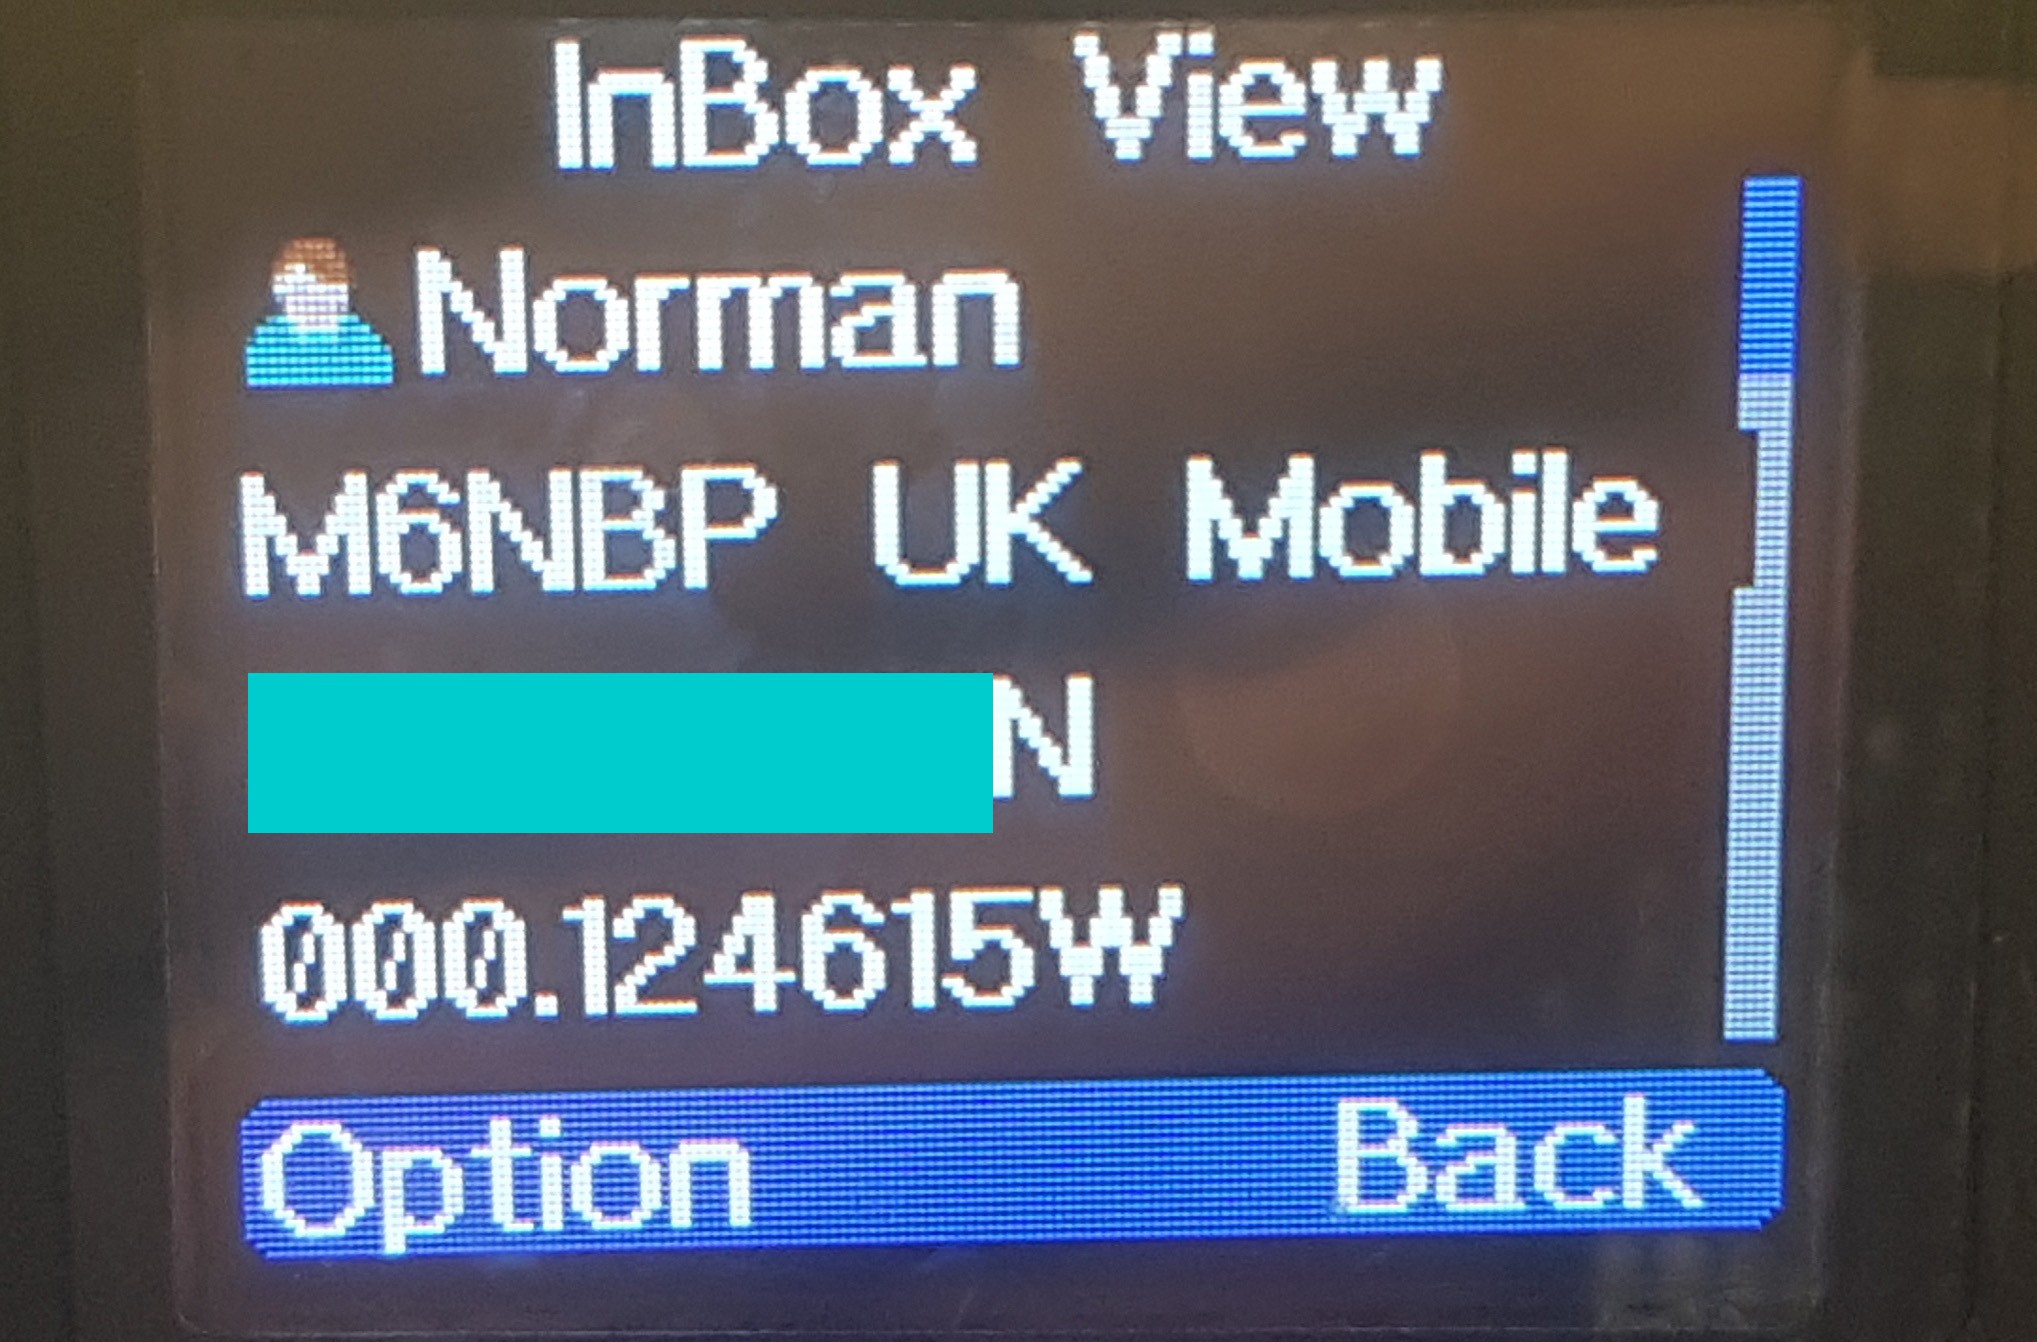 InBox View
Norman
M6NBP UK Mobile
N
000.124615W
Option Back